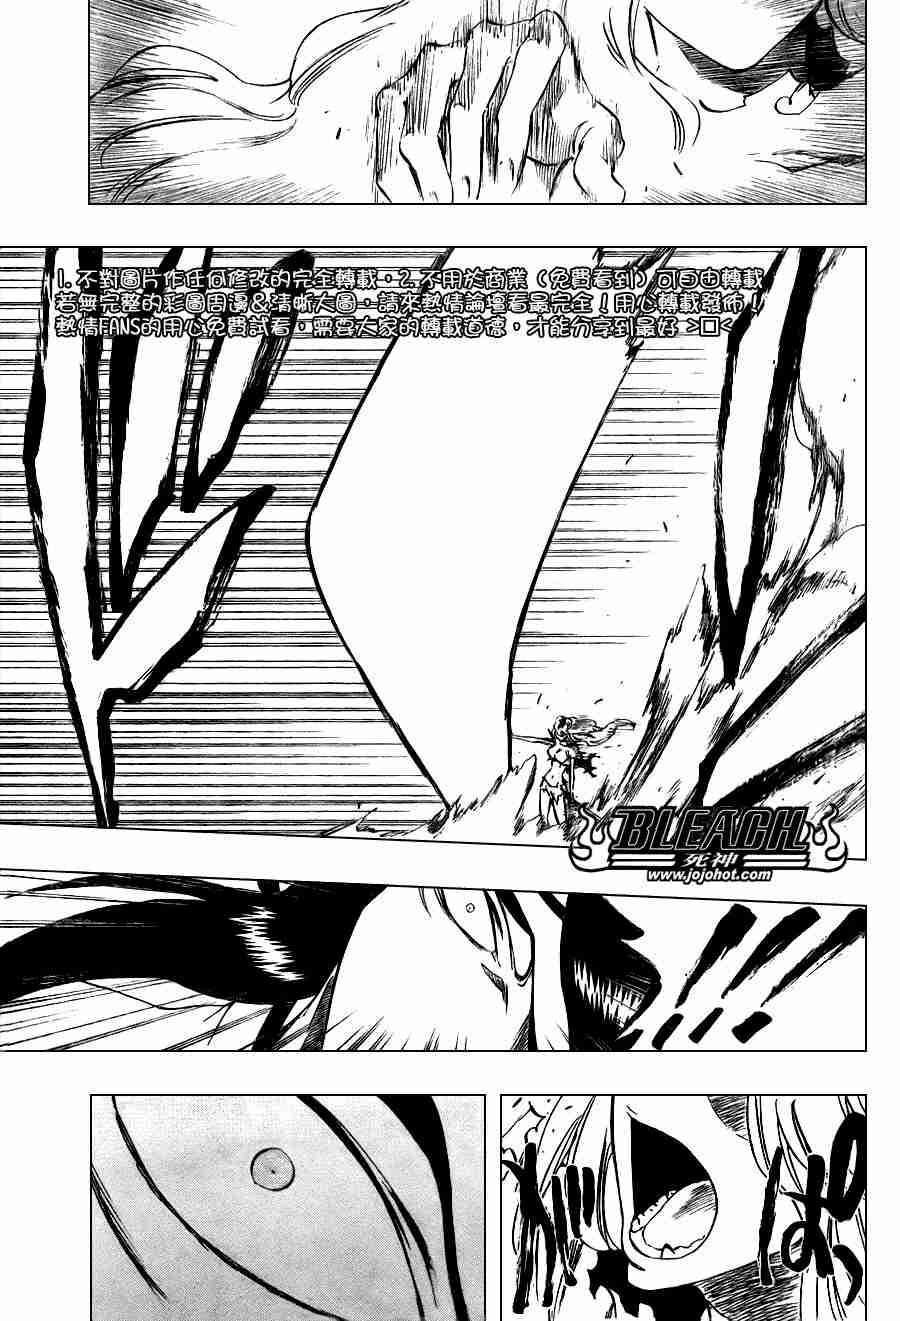 1. 不對圖片作任何修改的完全轉載，2. 不用於商業（免費看到）可自由轉載
若無完整的彩圖周漫&清晰大圖，請來熱情論壇看最完全！用心轉載發佈！
熱情FANS的用心免費試看，需要大家的轉載道德，才能分享到最好 >口<
BLEACH
死神
www.jojohot.com
ぱっ